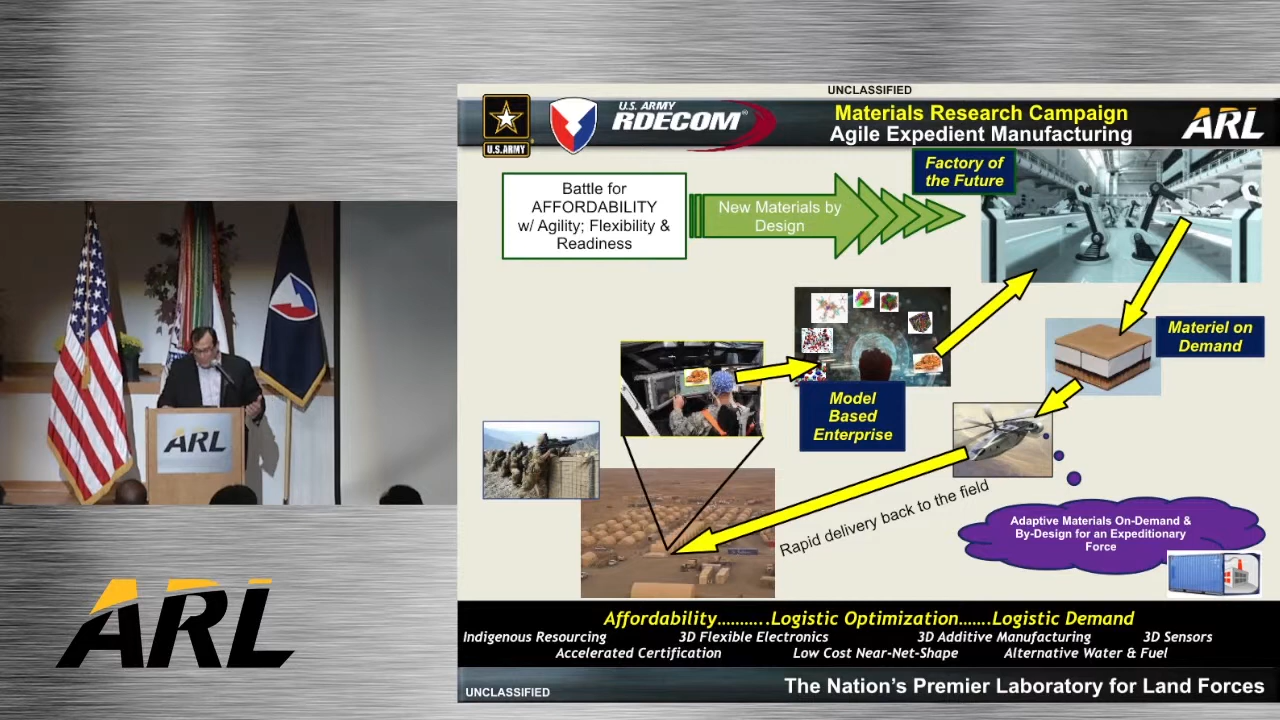 UNCLASSIFIED
U.S. ARMY
U.S. ARMY
RDECOM®
Materials Research Campaign
Agile Expedient Manufacturing
ARL
Battle for
AFFORDABILITY
w/ Agility; Flexibility &
Readiness
New Materials by
Design
Factory of
the Future
Materiel on
Demand
Model
Based
Enterprise
Rapid delivery back to the field
Adaptive Materials On-Demand &
By-Design for an Expeditionary
Force
Affordability………..Logistic Optimization…….Logistic Demand
Indigenous Resourcing 3D Flexible Electronics 3D Additive Manufacturing 3D Sensors
Accelerated Certification Low Cost Near-Net-Shape Alternative Water & Fuel
UNCLASSIFIED
The Nation's Premier Laboratory for Land Forces
ARL
ARL